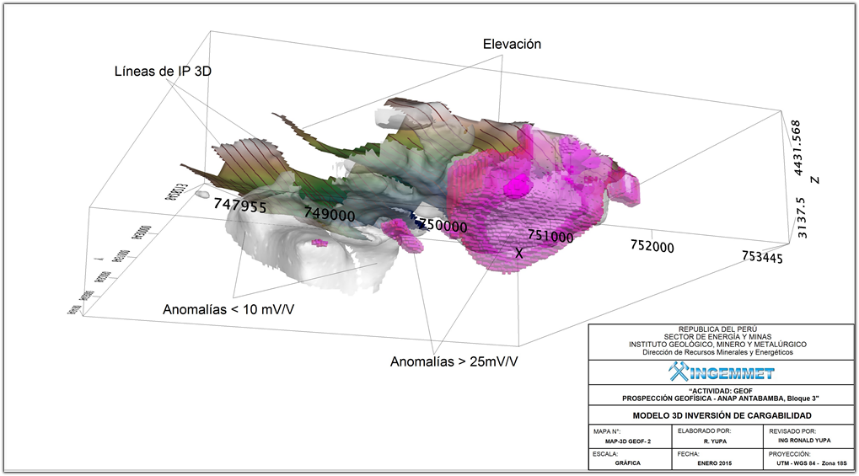 Elevación
Líneas de IP 3D
4431.568
Z
3137.5
747955
749000
750000
751000
752000
753445
X
Anomalías < 10 mV/V
Anomalías > 25mV/V
REPUBLICA DEL PERÚ
SECTOR DE ENERGÍA Y MINAS
INSTITUTO GEOLÓGICO, MINERO Y METALÚRGICO
Dirección de Recursos Minerales y Energéticos
INGEMMET
"ACTIVIDAD: GEOF
PROSPECCIÓN GEOFÍSICA - ANAP ANTABAMBA, Bloque 3"
MODELO 3D INVERSIÓN DE CARGABILIDAD
MAPA N°:
MAP-3D GEOF- 2
ELABORADO POR:
R. YUPA
REVISADO POR:
ING RONALD YUPA
ESCALA:
GRÁFICA
FECHA:
ENERO 2018
PROYECCIÓN:
UTM - WGS 84 - Zona 18S